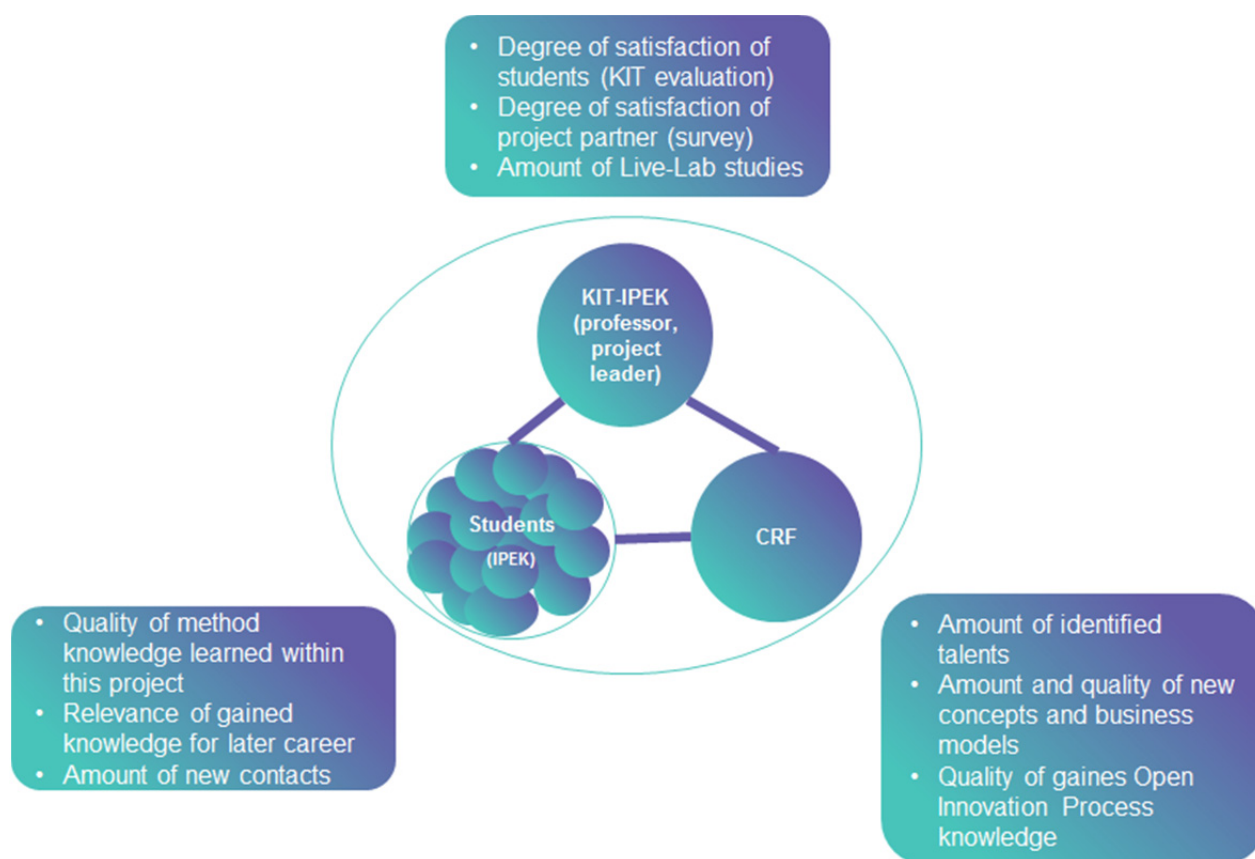 • Degree of satisfaction of
students (KIT evaluation)
• Degree of satisfaction of
project partner (survey)
• Amount of Live-Lab studies
KIT-IPEK
(professor,
project
leader)
Students
(IPEK)
CRF
• Quality of method
knowledge learned within
this project
• Relevance of gained
knowledge for later career
• Amount of new contacts
• Amount of identified
talents
• Amount and quality of new
concepts and business
models
• Quality of gaines Open
Innovation Process
knowledge